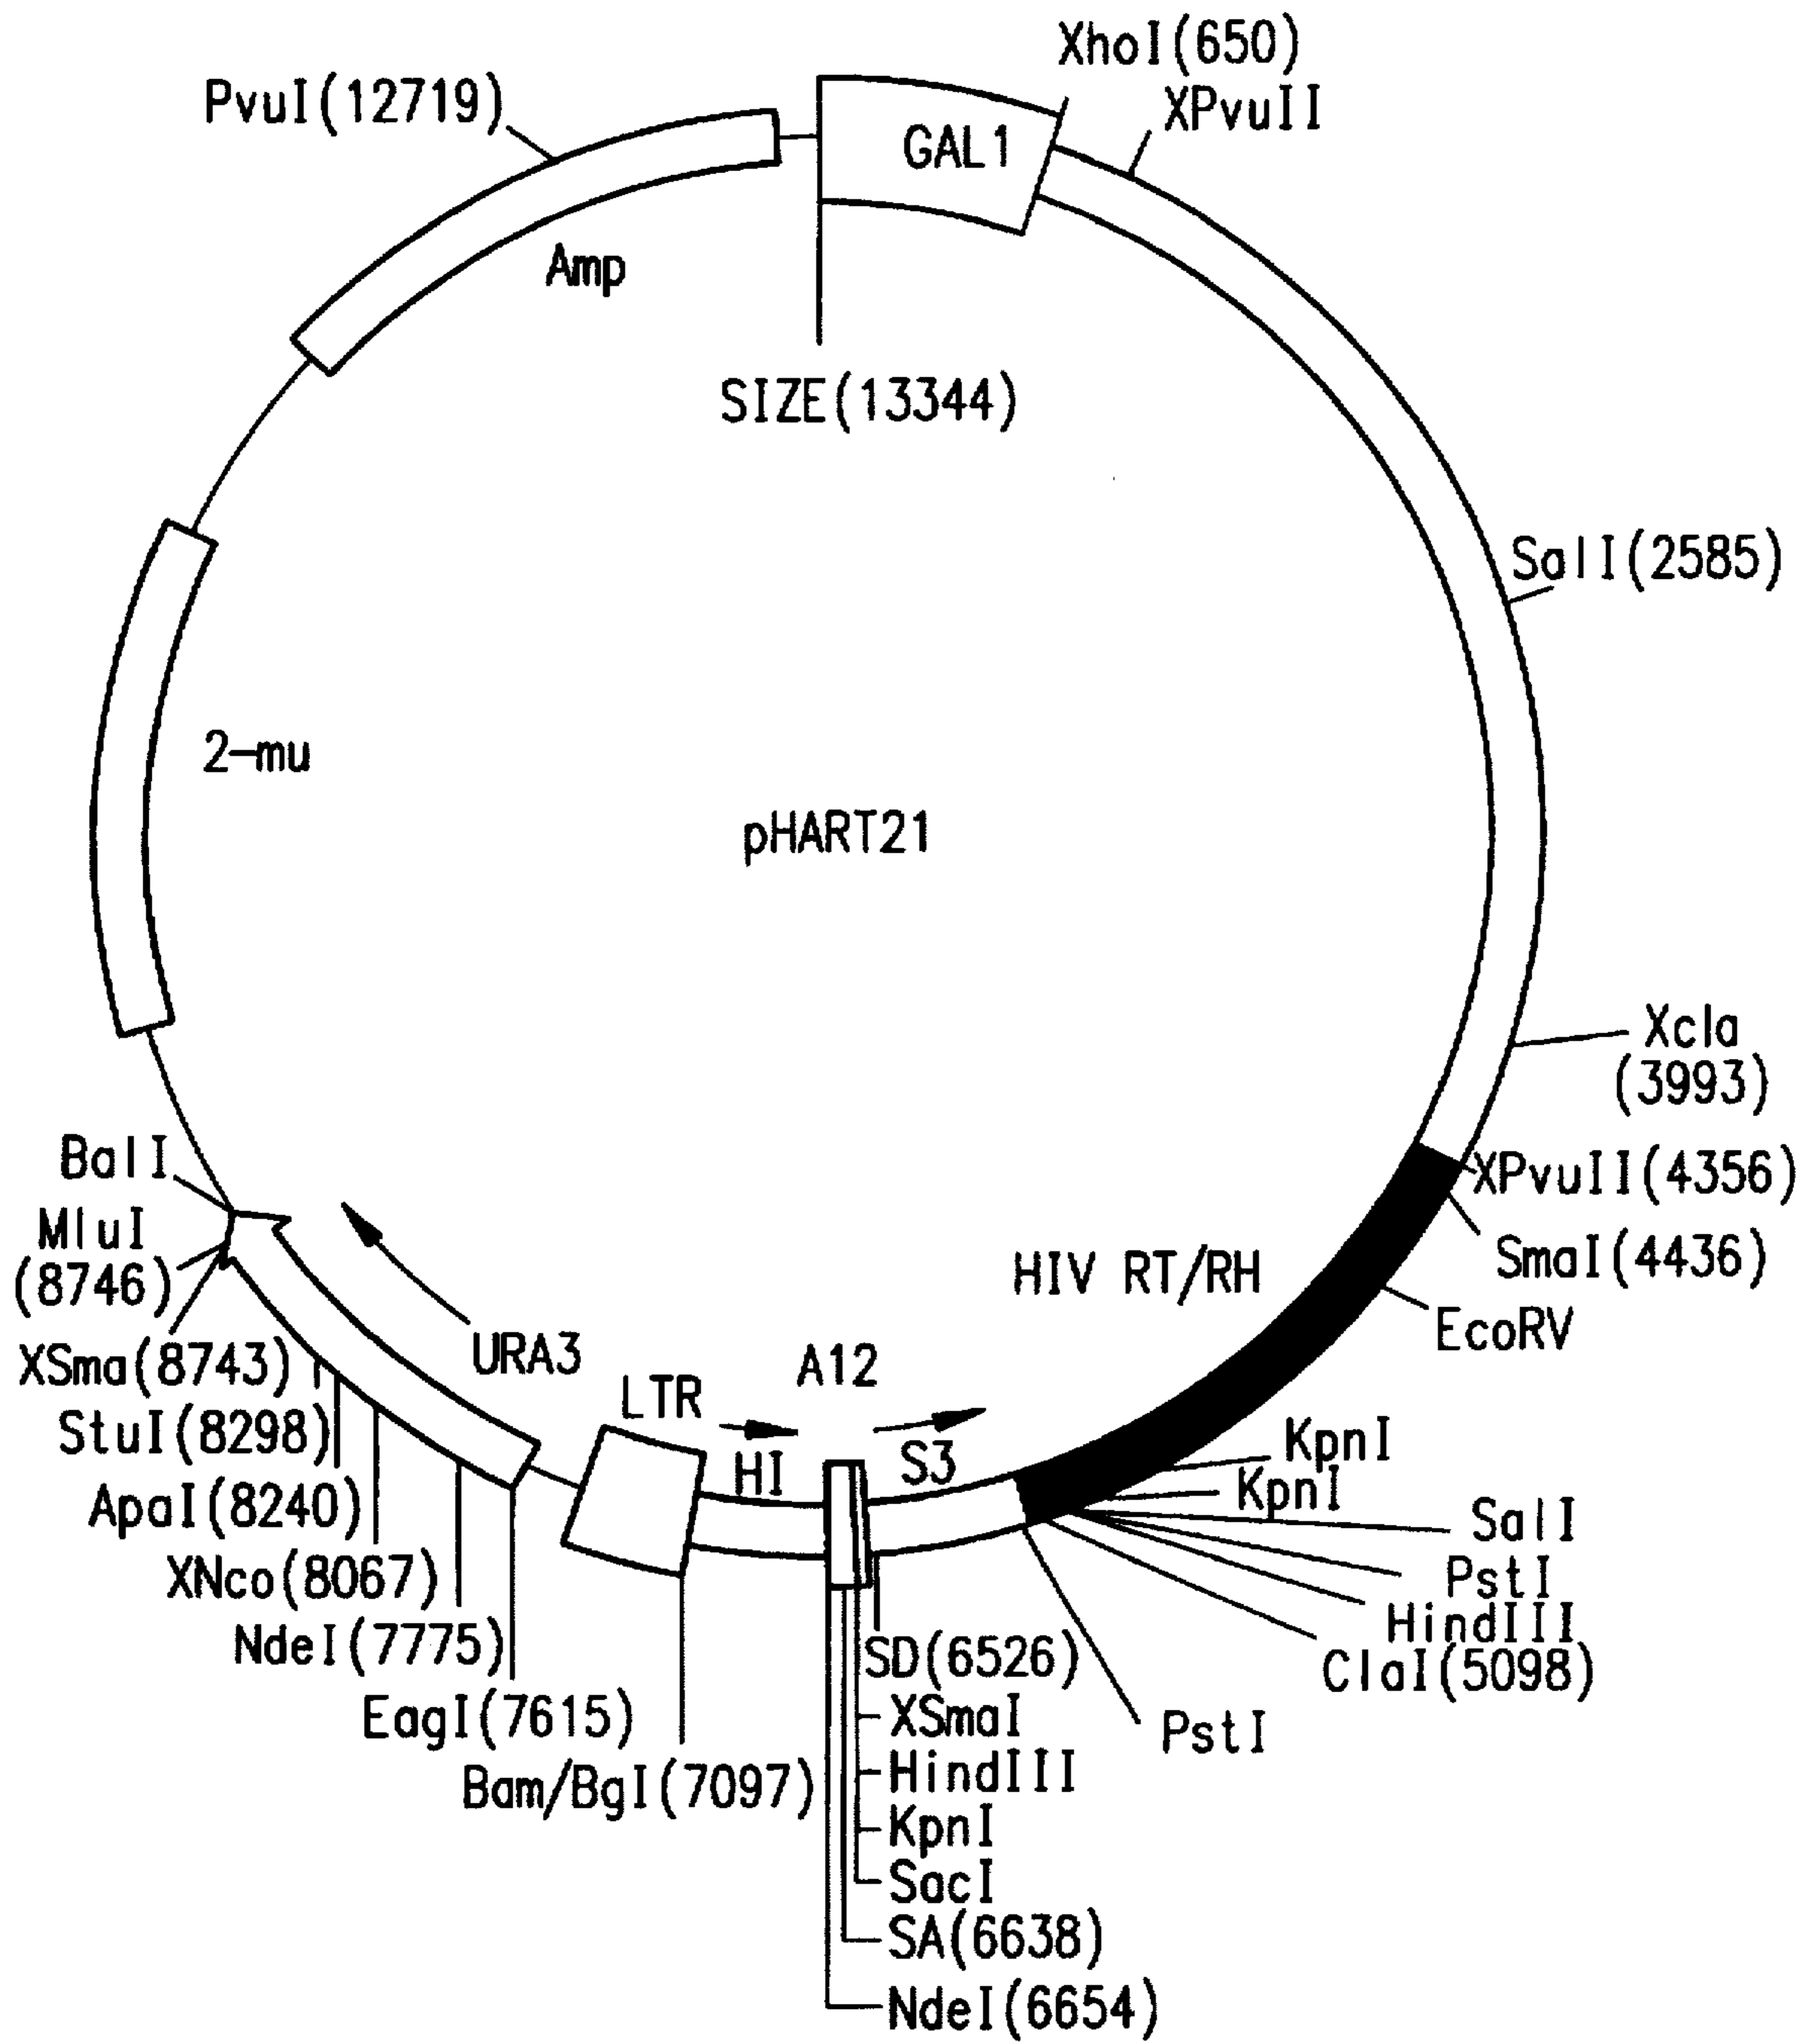 XhoI(650)
XPvuII
PvuI(12719)
GAL1
Amp
SIZE(13344)
SalI(2585)
2-mu
pHART21
Xcla
(3993)
XPvuII(4356)
SmaI(4436)
EcoRV
HIV RT/RH
BalI
MluI
(8746)
XSma(8743)
StuI(8298)
ApaI(8240)
XNco(8067)
NdeI(7775)
EagI(7615)
Bam/BgI(7097)
URA3
LTR
HI
A12
S3
KpnI
KpnI
SalI
PstI
HindIII
ClaI(5098)
PstI
SD(6526)
XSmaI
HindIII
KpnI
SacI
SA(6638)
NdeI(6654)